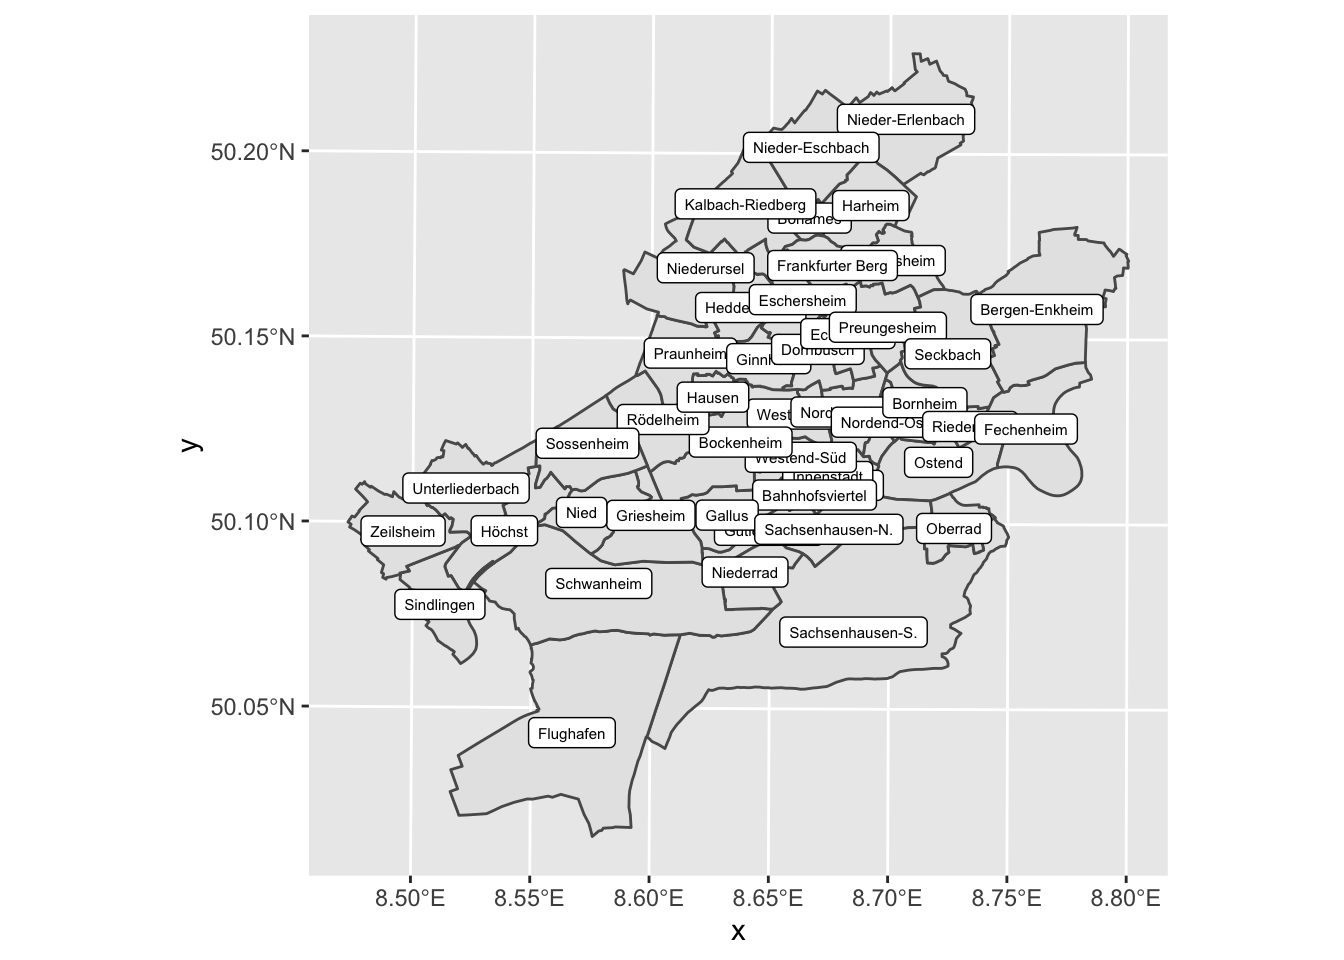 Nieder-Erlenbach
Nieder-Eschbach
50.20°N
Kalbach-Riedberg
Harheim
Bonames
Frankfurter Berg
sheim
Niederursel
Eschersheim
Hedde
Bergen-Enkheim
Preungesheim
Ec
50.15°N
Dornbusch
Praunheim
Ginnh
Seckbach
Hausen
Bornheim
Rödelheim
West
Nord
Nordend-Os
Rieder
Fechenheim
y
Sossenheim
Bockenheim
Westend-Süd
Ostend
Innenstadt
Unterliederbach
Bahnhofsviertel
Nied
Griesheim
Gallus
50.10°N
Zeilsheim
Höchst
Gutl
Sachsenhausen-N.
Oberrad
Niederrad
Schwanheim
Sindlingen
Sachsenhausen-S.
50.05°N
Flughafen
8.50°E 8.55°E 8.60°E 8.65°E 8.70°E 8.75°E 8.80°E
x